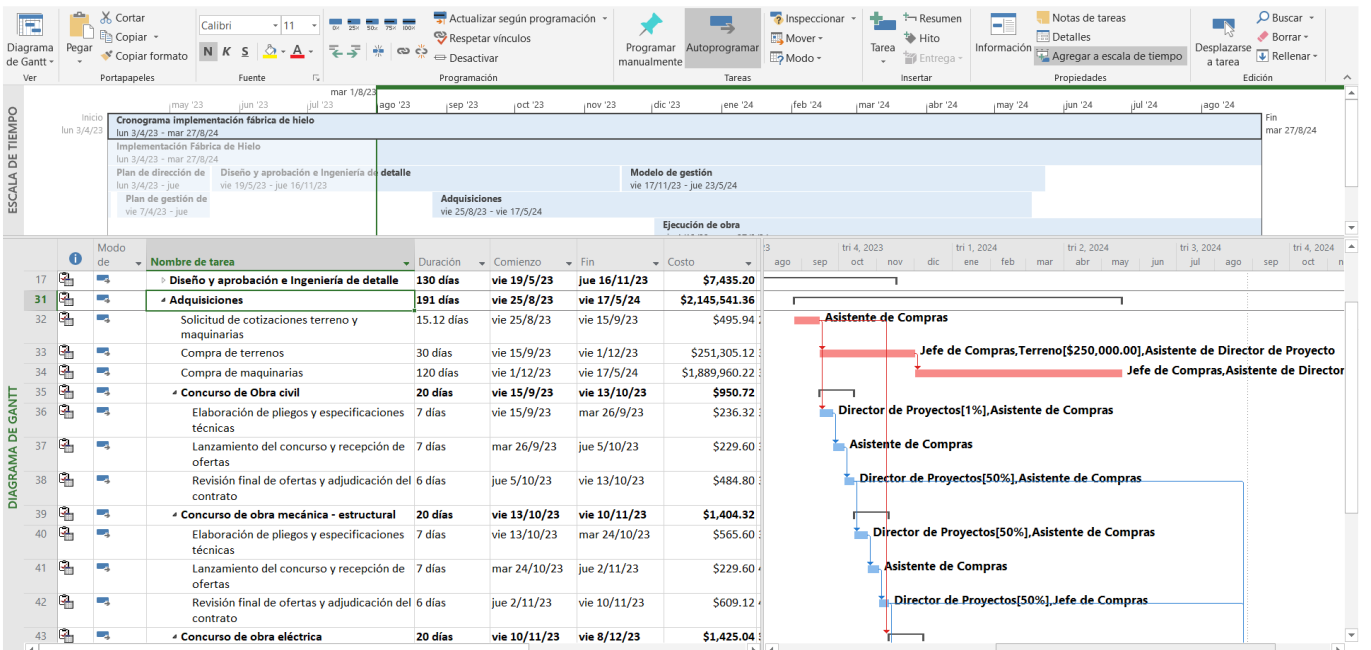 Diagrama de Gantt
Ver
Pegar
Cortar
Copiar
Copiar formato
Portapapeles
Calibri 11
N K S A
Fuente
0% 25% 50% 75% 100%
Actualizar según programación
Respetar vínculos
Desactivar
Programación
Programar manualmente
Autoprogramar
Inspeccionar
Mover
Modo
Tareas
Tarea
Resumen
Hito
Entrega
Insertar
Información
Notas de tareas
Detalles
Agregar a escala de tiempo
Propiedades
Desplazarse a tarea
Buscar
Borrar
Rellenar
Edición
ESCALA DE TIEMPO
mar 1/8/23
may '23 jun '23 jul '23 ago '23 sep '23 oct '23 nov '23 dic '23 ene '24 feb '24 mar '24 abr '24 may '24 jun '24 jul '24 ago '24
Inicio
lun 3/4/23
Cronograma implementación fábrica de hielo
lun 3/4/23 - mar 27/8/24
Fin
mar 27/8/24
Implementación Fábrica de Hielo
lun 3/4/23 - mar 27/8/24
Plan de dirección de
lun 3/4/23 - jue
Diseño y aprobación e Ingeniería de detalle
vie 19/5/23 - jue 16/11/23
Modelo de gestión
vie 17/11/23 - jue 23/5/24
Plan de gestión de
vie 7/4/23 - jue
Adquisiciones
vie 25/8/23 - vie 17/5/24
Ejecución de obra
DIAGRAMA DE GANTT
Modo de Nombre de tarea Duración Comienzo Fin Costo
tri 4, 2023 tri 1, 2024 tri 2, 2024 tri 3, 2024 tri 4, 2024
ago sep oct nov dic ene feb mar abr may jun jul ago sep oct
17 Diseño y aprobación e Ingeniería de detalle 130 días vie 19/5/23 jue 16/11/23 $7,435.20
31 Adquisiciones 191 días vie 25/8/23 vie 17/5/24 $2,145,541.36
32 Solicitud de cotizaciones terreno y 15.12 días vie 25/8/23 vie 15/9/23 $495.94 Asistente de Compras
maquinarias
33 Compra de terrenos 30 días vie 15/9/23 vie 1/12/23 $251,305.12 Jefe de Compras,Terreno[$250,000.00],Asistente de Director de Proyecto
34 Compra de maquinarias 120 días vie 1/12/23 vie 17/5/24 $1,889,960.22 Jefe de Compras,Asistente de Director
35 Concurso de Obra civil 20 días vie 15/9/23 vie 13/10/23 $950.72
36 Elaboración de pliegos y especificaciones 7 días vie 15/9/23 mar 26/9/23 $236.32 Director de Proyectos[1%],Asistente de Compras
técnicas
37 Lanzamiento del concurso y recepción de 7 días mar 26/9/23 jue 5/10/23 $229.60 Asistente de Compras
ofertas
38 Revisión final de ofertas y adjudicación del 6 días jue 5/10/23 vie 13/10/23 $484.80 Director de Proyectos[50%],Asistente de Compras
contrato
39 Concurso de obra mecánica - estructural 20 días vie 13/10/23 vie 10/11/23 $1,404.32
40 Elaboración de pliegos y especificaciones 7 días vie 13/10/23 mar 24/10/23 $565.60 Director de Proyectos[50%],Asistente de Compras
técnicas
41 Lanzamiento del concurso y recepción de 7 días mar 24/10/23 jue 2/11/23 $229.60 Asistente de Compras
ofertas
42 Revisión final de ofertas y adjudicación del 6 días jue 2/11/23 vie 10/11/23 $609.12 Director de Proyectos[50%],Jefe de Compras
contrato
43 Concurso de obra eléctrica 20 días vie 10/11/23 vie 8/12/23 $1,425.04